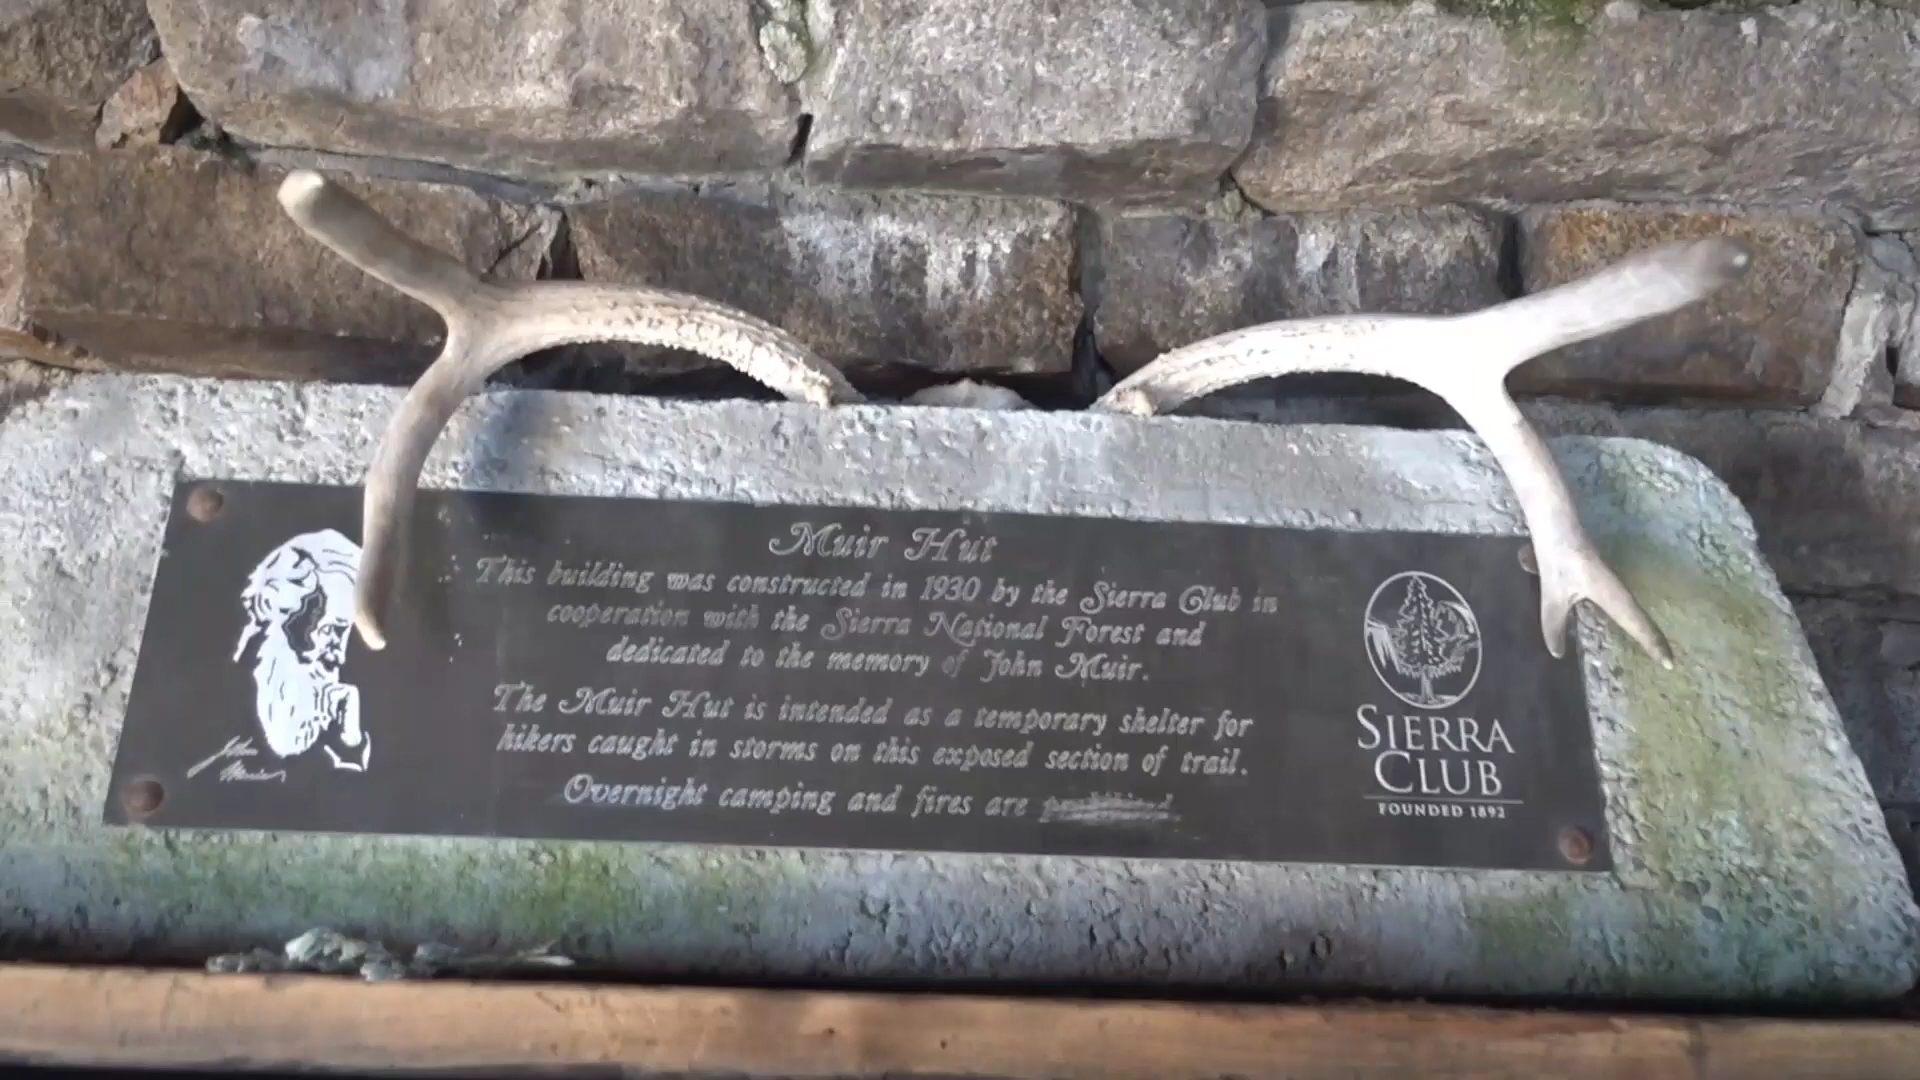 Muir Hut
This building was constructed in 1930 by the Sierra Club in
cooperation with the Sierra National Forest and
dedicated to the memory of John Muir.
The Muir Hut is intended as a temporary shelter for
hikers caught in storms on this exposed section of trail.
Overnight camping and fires are
John
Muir
SIERRA
CLUB
FOUNDED 1892